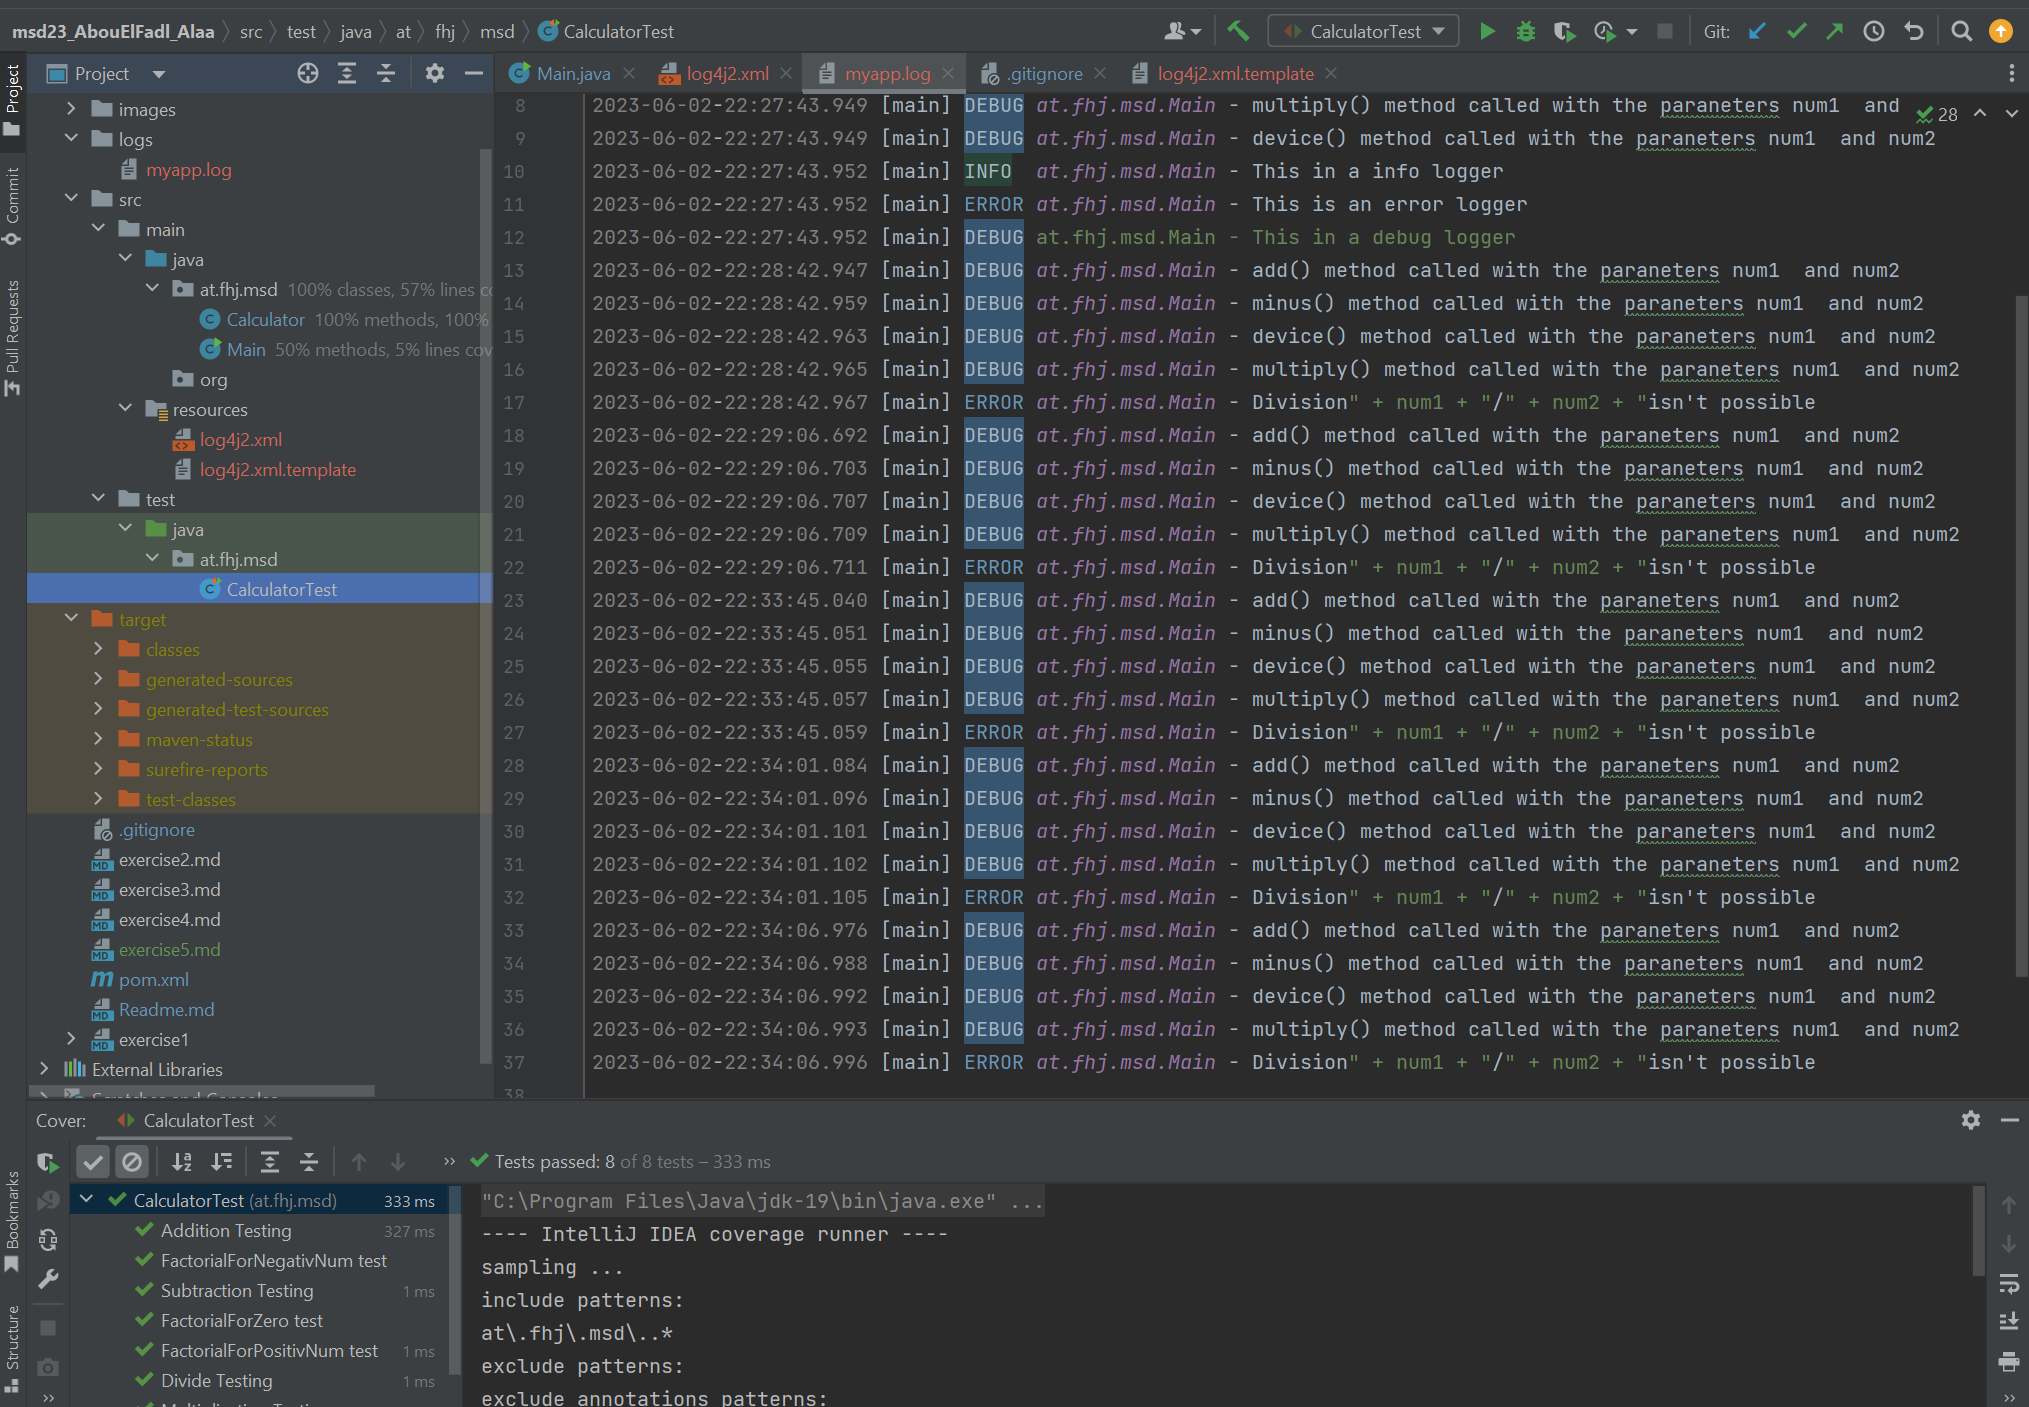 msd23_AbouElFadl_Alaa src test java at fhj msd CalculatorTest CalculatorTest Git:
Project Main.java log4j2.xml myapp.log .gitignore log4j2.xml.template
Project
Commit
Pull Requests
Bookmarks
Structure
images
logs
myapp.log
src
main
java
at.fhj.msd 100% classes, 57% lines co
Calculator 100% methods, 100%
Main 50% methods, 5% lines cov
org
resources
log4j2.xml
log4j2.xml.template
test
java
at.fhj.msd
CalculatorTest
target
classes
generated-sources
generated-test-sources
maven-status
surefire-reports
test-classes
.gitignore
exercise2.md
exercise3.md
exercise4.md
exercise5.md
pom.xml
Readme.md
exercise1
External Libraries
28
8 2023-06-02-22:27:43.949 [main] DEBUG at.fhj.msd.Main - multiply() method called with the paraneters num1  and
9 2023-06-02-22:27:43.949 [main] DEBUG at.fhj.msd.Main - device() method called with the paraneters num1  and num2
10 2023-06-02-22:27:43.952 [main] INFO  at.fhj.msd.Main - This in a info logger
11 2023-06-02-22:27:43.952 [main] ERROR at.fhj.msd.Main - This is an error logger
12 2023-06-02-22:27:43.952 [main] DEBUG at.fhj.msd.Main - This in a debug logger
13 2023-06-02-22:28:42.947 [main] DEBUG at.fhj.msd.Main - add() method called with the paraneters num1  and num2
14 2023-06-02-22:28:42.959 [main] DEBUG at.fhj.msd.Main - minus() method called with the paraneters num1  and num2
15 2023-06-02-22:28:42.963 [main] DEBUG at.fhj.msd.Main - device() method called with the paraneters num1  and num2
16 2023-06-02-22:28:42.965 [main] DEBUG at.fhj.msd.Main - multiply() method called with the paraneters num1  and num2
17 2023-06-02-22:28:42.967 [main] ERROR at.fhj.msd.Main - Division" + num1 + "/" + num2 + "isn't possible
18 2023-06-02-22:29:06.692 [main] DEBUG at.fhj.msd.Main - add() method called with the paraneters num1  and num2
19 2023-06-02-22:29:06.703 [main] DEBUG at.fhj.msd.Main - minus() method called with the paraneters num1  and num2
20 2023-06-02-22:29:06.707 [main] DEBUG at.fhj.msd.Main - device() method called with the paraneters num1  and num2
21 2023-06-02-22:29:06.709 [main] DEBUG at.fhj.msd.Main - multiply() method called with the paraneters num1  and num2
22 2023-06-02-22:29:06.711 [main] ERROR at.fhj.msd.Main - Division" + num1 + "/" + num2 + "isn't possible
23 2023-06-02-22:33:45.040 [main] DEBUG at.fhj.msd.Main - add() method called with the paraneters num1  and num2
24 2023-06-02-22:33:45.051 [main] DEBUG at.fhj.msd.Main - minus() method called with the paraneters num1  and num2
25 2023-06-02-22:33:45.055 [main] DEBUG at.fhj.msd.Main - device() method called with the paraneters num1  and num2
26 2023-06-02-22:33:45.057 [main] DEBUG at.fhj.msd.Main - multiply() method called with the paraneters num1  and num2
27 2023-06-02-22:33:45.059 [main] ERROR at.fhj.msd.Main - Division" + num1 + "/" + num2 + "isn't possible
28 2023-06-02-22:34:01.084 [main] DEBUG at.fhj.msd.Main - add() method called with the paraneters num1  and num2
29 2023-06-02-22:34:01.096 [main] DEBUG at.fhj.msd.Main - minus() method called with the paraneters num1  and num2
30 2023-06-02-22:34:01.101 [main] DEBUG at.fhj.msd.Main - device() method called with the paraneters num1  and num2
31 2023-06-02-22:34:01.102 [main] DEBUG at.fhj.msd.Main - multiply() method called with the paraneters num1  and num2
32 2023-06-02-22:34:01.105 [main] ERROR at.fhj.msd.Main - Division" + num1 + "/" + num2 + "isn't possible
33 2023-06-02-22:34:06.976 [main] DEBUG at.fhj.msd.Main - add() method called with the paraneters num1  and num2
34 2023-06-02-22:34:06.988 [main] DEBUG at.fhj.msd.Main - minus() method called with the paraneters num1  and num2
35 2023-06-02-22:34:06.992 [main] DEBUG at.fhj.msd.Main - device() method called with the paraneters num1  and num2
36 2023-06-02-22:34:06.993 [main] DEBUG at.fhj.msd.Main - multiply() method called with the paraneters num1  and num2
37 2023-06-02-22:34:06.996 [main] ERROR at.fhj.msd.Main - Division" + num1 + "/" + num2 + "isn't possible
38
Cover: CalculatorTest
Tests passed: 8 of 8 tests – 333 ms
CalculatorTest (at.fhj.msd) 333 ms
Addition Testing 327 ms
FactorialForNegativNum test
Subtraction Testing 1 ms
FactorialForZero test
FactorialForPositivNum test 1 ms
Divide Testing 1 ms
"C:\Program Files\Java\jdk-19\bin\java.exe" ...
---- IntelliJ IDEA coverage runner ----
sampling ...
include patterns:
at\.fhj\.msd\..*
exclude patterns:
exclude annotations patterns: